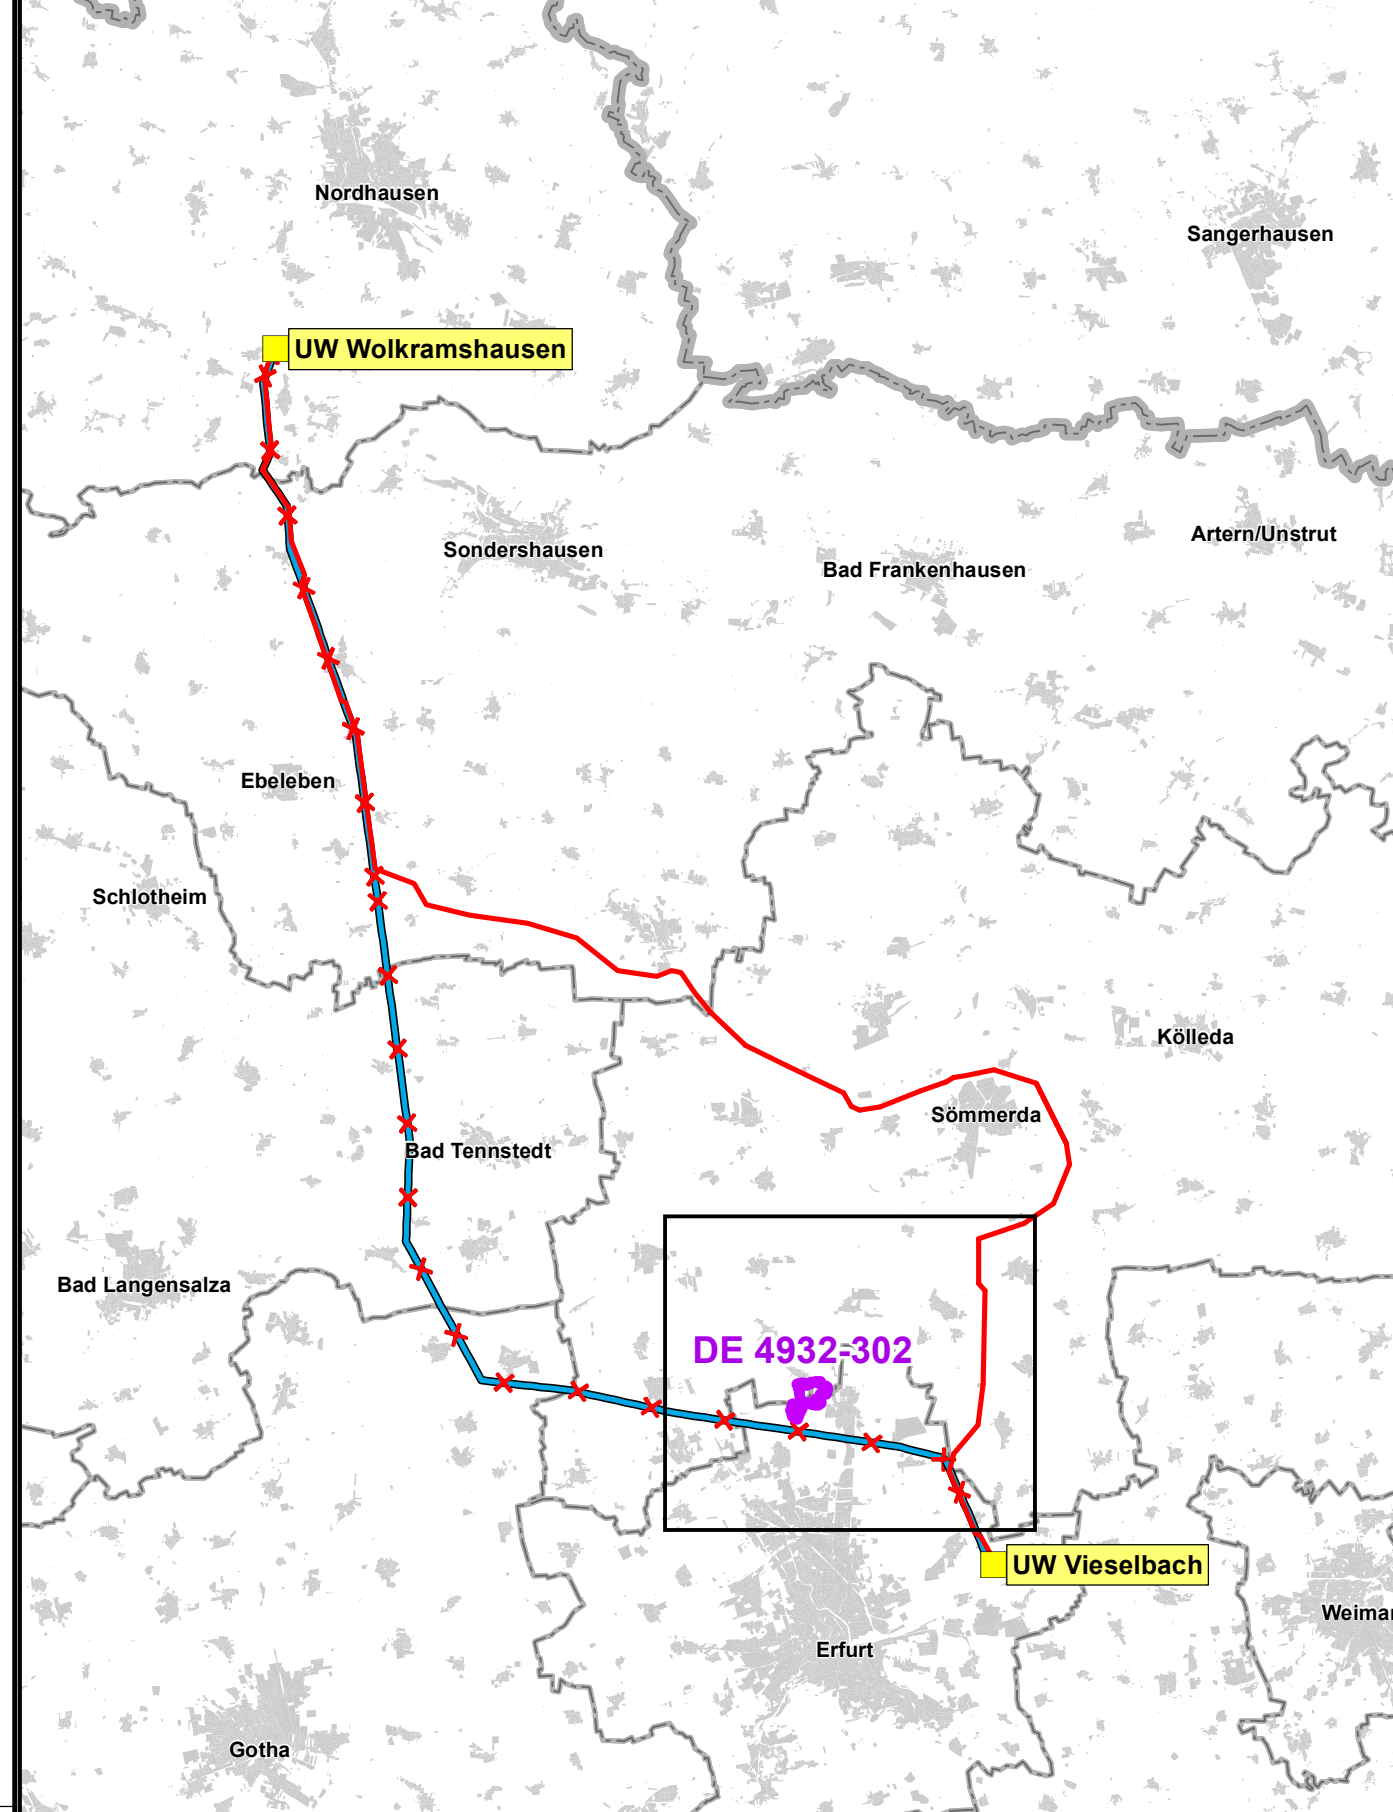 Nordhausen
Sangerhausen
UW Wolkramshausen
Artern/Unstrut
Sondershausen
Bad Frankenhausen
Ebeleben
Schlotheim
Kölleda
Sömmerda
Bad Tennstedt
Bad Langensalza
DE 4932-302
UW Vieselbach
Weimar
Erfurt
Gotha